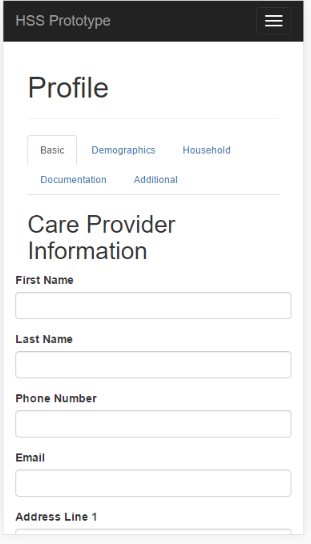 HSS Prototype
Profile
Basic Demographics Household
Documentation Additional
Care Provider
Information
First Name
Last Name
Phone Number
Email
Address Line 1